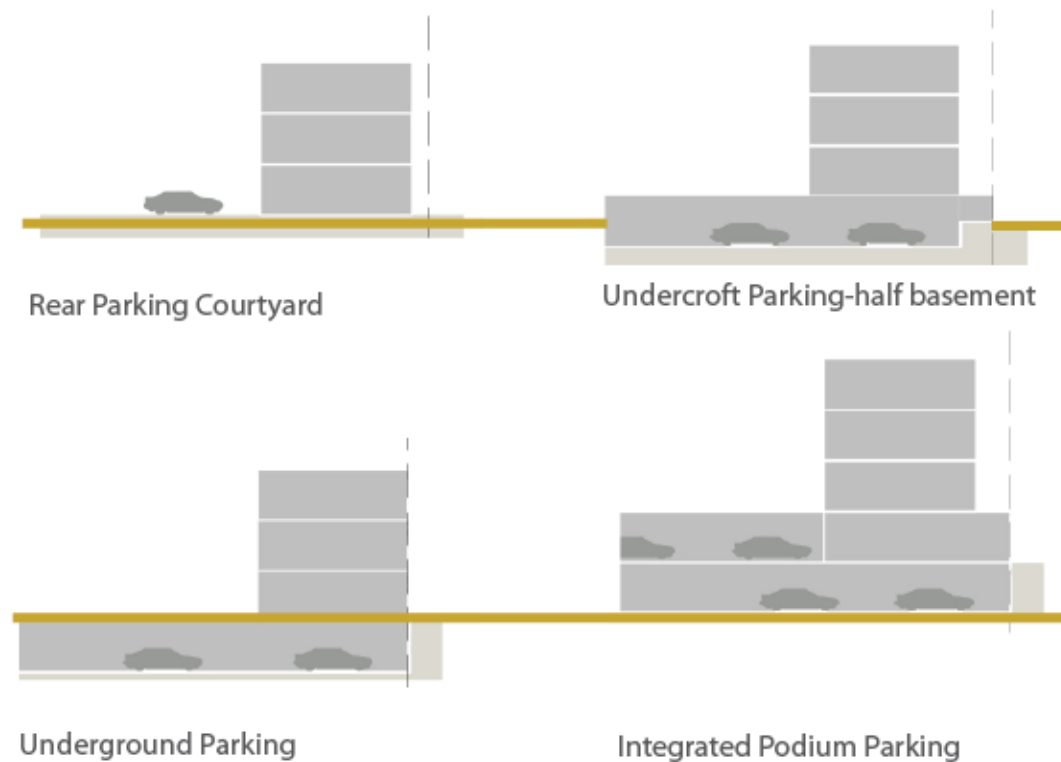 Rear Parking Courtyard
Undercroft Parking-half basement
Underground Parking
Integrated Podium Parking